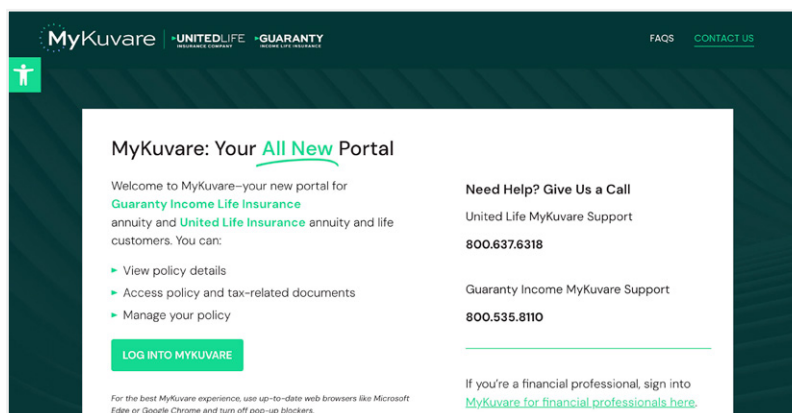 MyKuvare UNITEDLIFE INSURANCE COMPANY GUARANTY INCOME LIFE INSURANCE FAQS CONTACT US
MyKuvare: Your All New Portal
Welcome to MyKuvare–your new portal for
Guaranty Income Life Insurance
annuity and United Life Insurance annuity and life
customers. You can:
View policy details
Access policy and tax-related documents
Manage your policy
LOG INTO MYKUVARE
For the best MyKuvare experience, use up-to-date web browsers like Microsoft
Edge or Google Chrome and turn off pop-up blockers.
Need Help? Give Us a Call
United Life MyKuvare Support
800.637.6318
Guaranty Income MyKuvare Support
800.535.8110
If you're a financial professional, sign into
MyKuvare for financial professionals here.